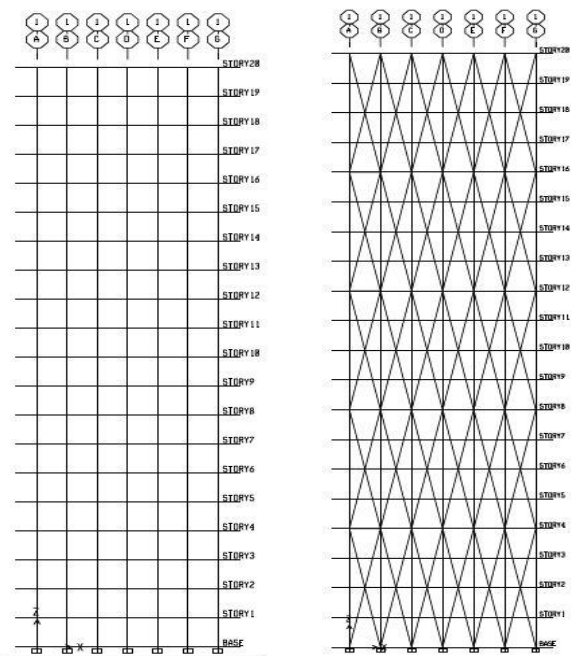 1 1 1 1 1 1 1
A B C D E F G
STORY20
STORY19
STORY18
STORY17
STORY16
STORY15
STORY14
STORY13
STORY12
STORY11
STORY10
STORY9
STORY8
STORY7
STORY6
STORY5
STORY4
STORY3
STORY2
Z
STORY1
X
BASE
1 1 1 1 1 1 1
A B C D E F G
STORY20
STORY19
STORY18
STORY17
STORY16
STORY15
STORY14
STORY13
STORY12
STORY11
STORY10
STORY9
STORY8
STORY7
STORY6
STORY5
STORY4
STORY3
STORY2
STORY1
BASE